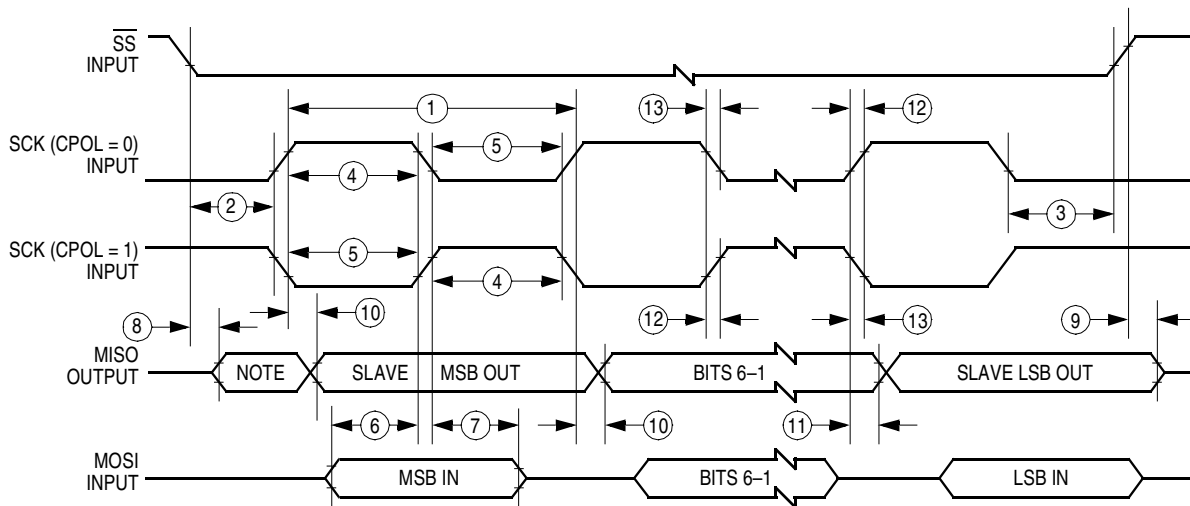 SS
INPUT
1
13
12
SCK (CPOL = 0)
INPUT
5
4
2
3
SCK (CPOL = 1)
INPUT
5
4
8
10
12
13
9
MISO
OUTPUT
NOTE
SLAVE MSB OUT
BITS 6–1
SLAVE LSB OUT
6
7
10
11
MOSI
INPUT
MSB IN
BITS 6–1
LSB IN